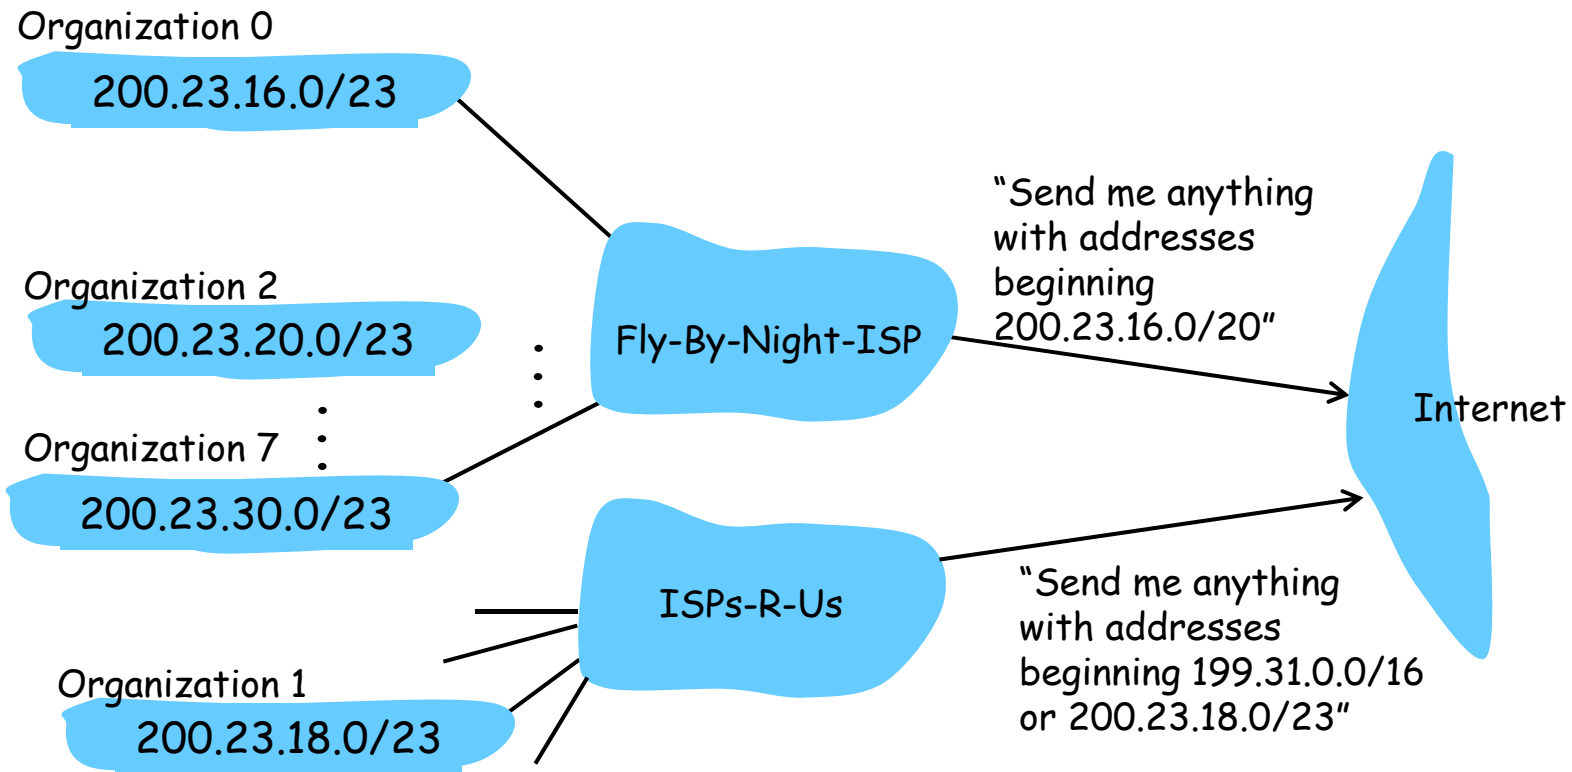 Organization 0
200.23.16.0/23
Organization 2
200.23.20.0/23
Organization 7
200.23.30.0/23
Fly-By-Night-ISP
“Send me anything
with addresses
beginning
200.23.16.0/20”
Internet
ISPs-R-Us
Organization 1
200.23.18.0/23
“Send me anything
with addresses
beginning 199.31.0.0/16
or 200.23.18.0/23”